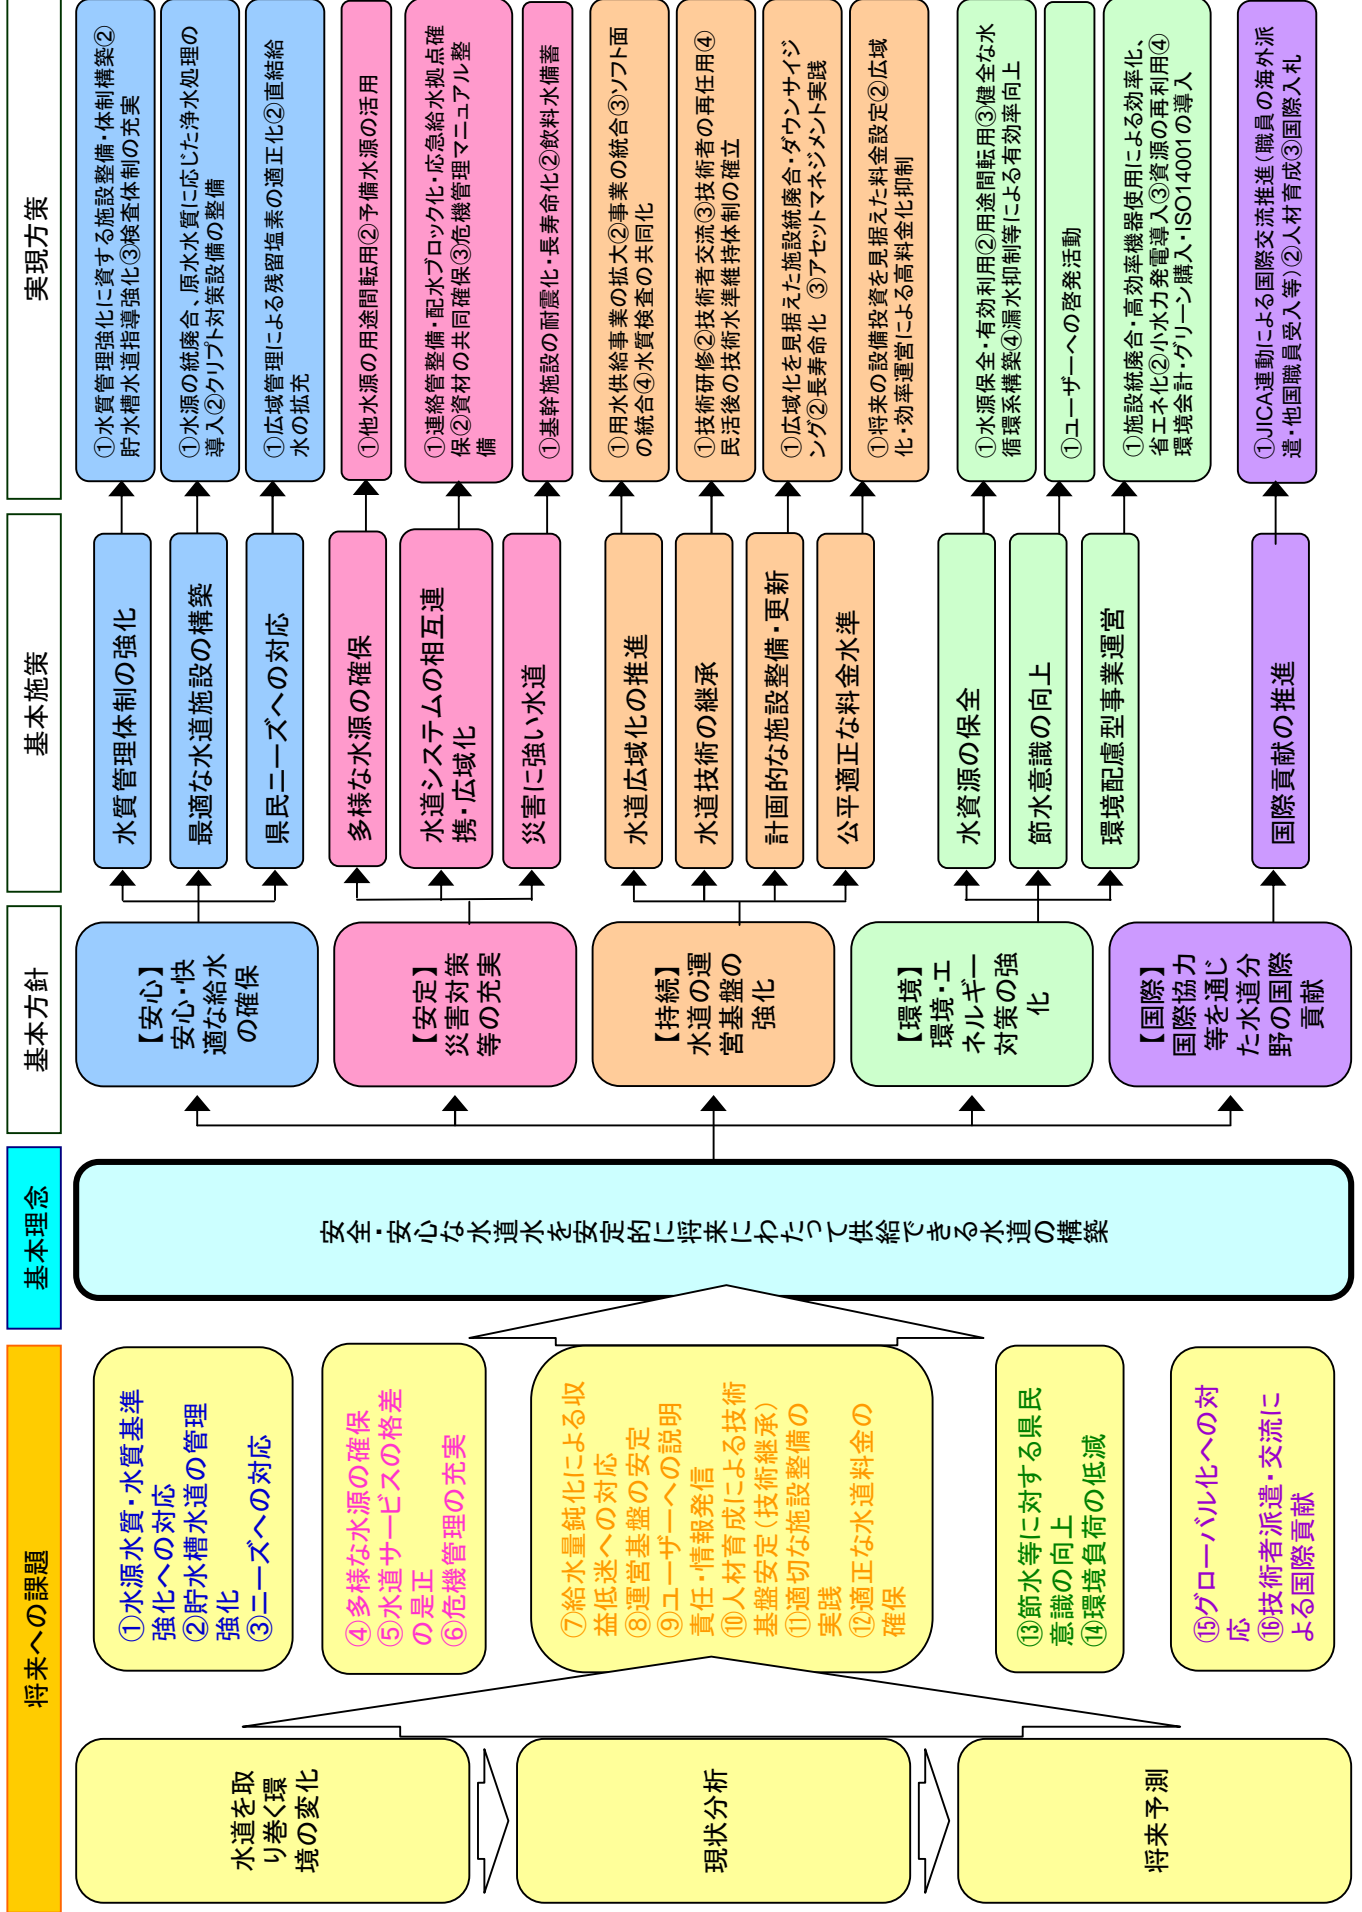 将来への課題
基本理念
基本方針
基本施策
実現方策
水道を取
り巻く環
境の変化
現状分析
将来予測
①水源水質・水質基準
強化への対応
②貯水槽水道の管理
強化
③ニーズへの対応
④多様な水源の確保
⑤水道サービスの格差
の是正
⑥危機管理の充実
⑦給水量鈍化による収
益低迷への対応
⑧運営基盤の安定
⑨ユーザーへの説明
責任・情報発信
⑩人材育成による技術
基盤安定(技術継承)
⑪適切な施設整備の
実践
⑫適正な水道料金の
確保
⑬節水等に対する県民
意識の向上
⑭環境負荷の低減
⑮グローバル化への対
応
⑯技術者派遣・交流に
よる国際貢献
安全・安心な水道水を安定的に将来にわたって供給できる水道の構築
【安心】
安心・快
適な給水
の確保
【安定】
災害対策
等の充実
【持続】
水道の運
営基盤の
強化
【環境】
環境・エ
ネルギー
対策の強
化
【国際】
国際協力
等を通じ
た水道分
野の国際
貢献
水質管理体制の強化
最適な水道施設の構築
県民ニーズへの対応
多様な水源の確保
水道システムの相互連
携・広域化
災害に強い水道
水道広域化の推進
水道技術の継承
計画的な施設整備・更新
公平適正な料金水準
水資源の保全
節水意識の向上
環境配慮型事業運営
国際貢献の推進
①水質管理強化に資する施設整備・体制構築②
貯水槽水道指導強化③検査体制の充実
①水源の統廃合、原水水質に応じた浄水処理の
導入②クリプト対策設備の整備
①広域管理による残留塩素の適正化②直結給
水の拡充
①他水源の用途間転用②予備水源の活用
①連絡管整備・配水ブロック化・応急給水拠点確
保②資材の共同確保③危機管理マニュアル整
備
①基幹施設の耐震化・長寿命化②飲料水備蓄
①用水供給事業の拡大②事業の統合③ソフト面
の統合④水質検査の共同化
①技術研修②技術者交流③技術者の再任用④
民活後の技術水準維持体制の確立
①広域化を見据えた施設統廃合・ダウンサイジ
ング②長寿命化 ③アセットマネジメント実践
①将来の設備投資を見据えた料金設定②広域
化・効率運営による高料金化抑制
①水源保全・有効利用②用途間転用③健全な水
循環系構築④漏水抑制等による有効率向上
①ユーザーへの啓発活動
①施設統廃合・高効率機器使用による効率化、
省エネ化②小水力発電導入③資源の再利用④
環境会計・グリーン購入・ISO14001の導入
①JICA連動による国際交流推進(職員の海外派
遣・他国職員受入等)②人材育成③国際入札